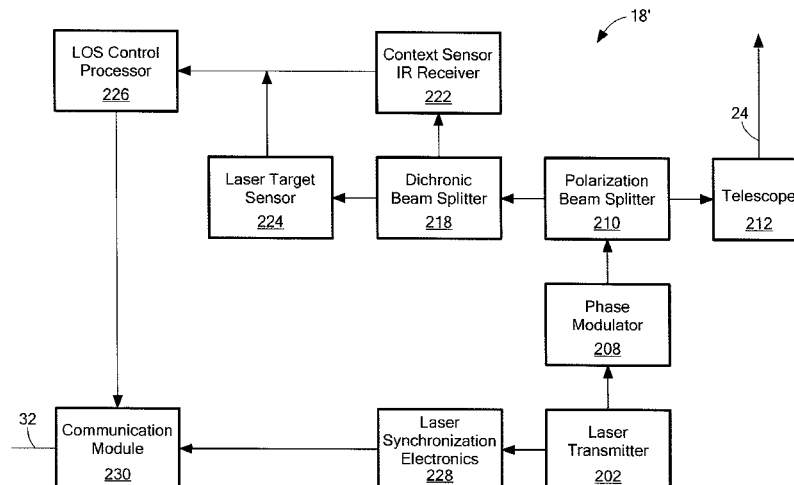 18'
LOS Control
Processor
226
Context Sensor
IR Receiver
222
24
Laser Target
Sensor
224
Dichronic
Beam Splitter
218
Polarization
Beam Splitter
210
Telescope
212
Phase
Modulator
208
32
Communication
Module
230
Laser
Synchronization
Electronics
228
Laser
Transmitter
202